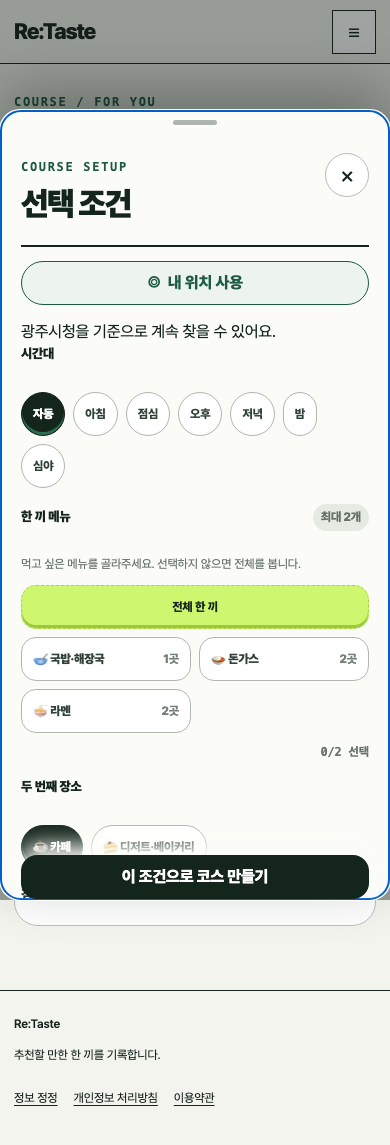 Re:Taste
≡
COURSE / FOR YOU
COURSE SETUP
선택 조건
×
◎ 내 위치 사용
광주시청을 기준으로 계속 찾을 수 있어요.
시간대
자동 아침 점심 오후 저녁 밤
심야
한 끼 메뉴 최대 2개
먹고 싶은 메뉴를 골라주세요. 선택하지 않으면 전체를 봅니다.
전체 한 끼
🍲 국밥·해장국 1곳 🍛 돈가스 2곳
🍜 라멘 2곳
0/2 선택
두 번째 장소
☕ 카페 🍰 디저트·베이커리
이 조건으로 코스 만들기
Re:Taste
추천할 만한 한 끼를 기록합니다.
정보 정정 개인정보 처리방침 이용약관